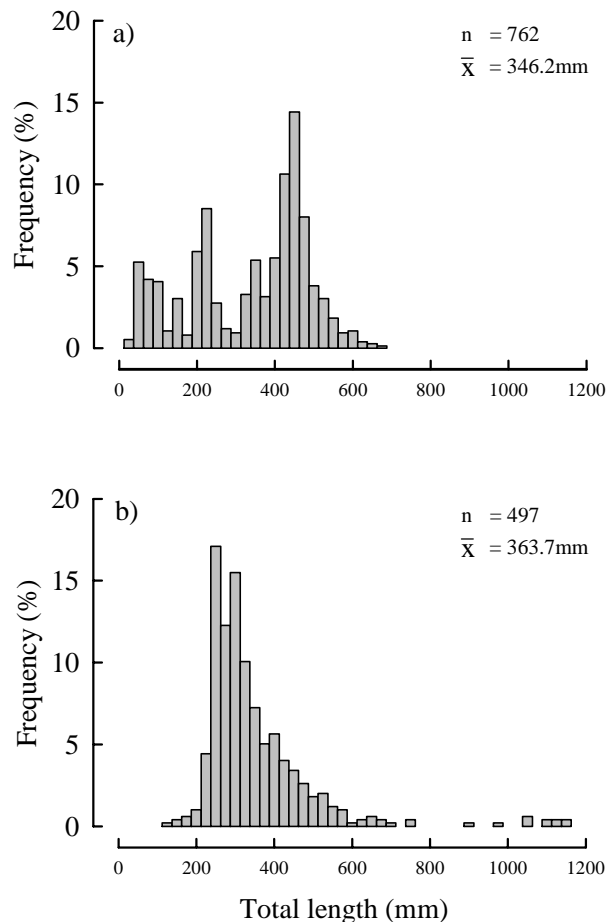 a)
n = 762
x̄ = 346.2mm
Frequency (%)
20
15
10
5
0
0 200 400 600 800 1000 1200
b)
n = 497
x̄ = 363.7mm
Frequency (%)
20
15
10
5
0
0 200 400 600 800 1000 1200
Total length (mm)